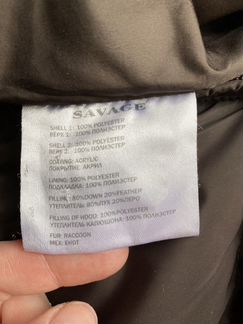 SAVAGE
SHELL 1: 100% POLYESTER
ВЕРХ 1: 100% ПОЛИЭСТЕР
SHELL 2: 100% POLYESTER
ВЕРХ 2: 100% ПОЛИЭСТЕР
COATING: ACRYLIC
ПОКРЫТИЕ: АКРИЛ
LINING: 100% POLYESTER
ПОДКЛАДКА: 100% ПОЛИЭСТЕР
FILLING: 80%DOWN 20%FEATHER
УТЕПЛИТЕЛЬ 80%ПУХ 20%ПЕРО
FILLING OF HOOD: 100%POLYESTER
УТЕПЛИТЕЛЬ КАПЮШОНА: 100% ПОЛИЭСТЕР
FUR: RACCOON
МЕХ: ЕНОТ